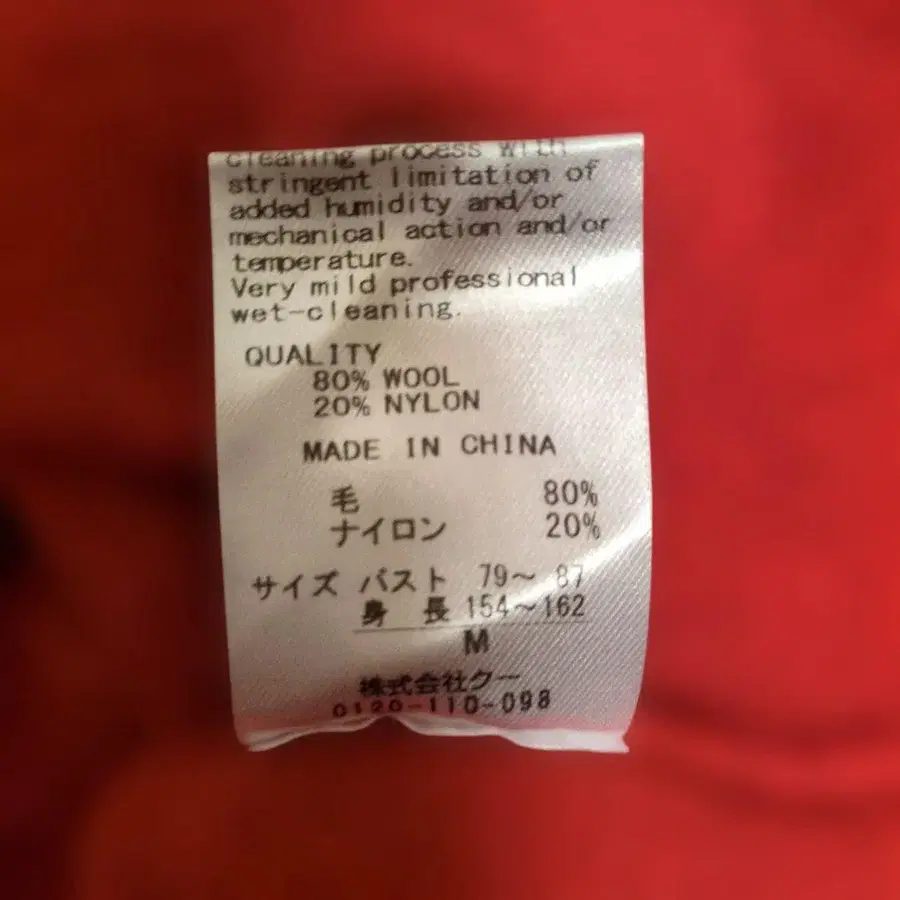 cleaning process with
stringent limitation of
added humidity and/or
mechanical action and/or
temperature.
Very mild professional
wet-cleaning.
QUALITY
80% WOOL
20% NYLON
MADE IN CHINA
毛 80%
ナイロン 20%
サイズ バスト 79〜 87
身 長 154〜162
M
株式会社クー
0120-110-098